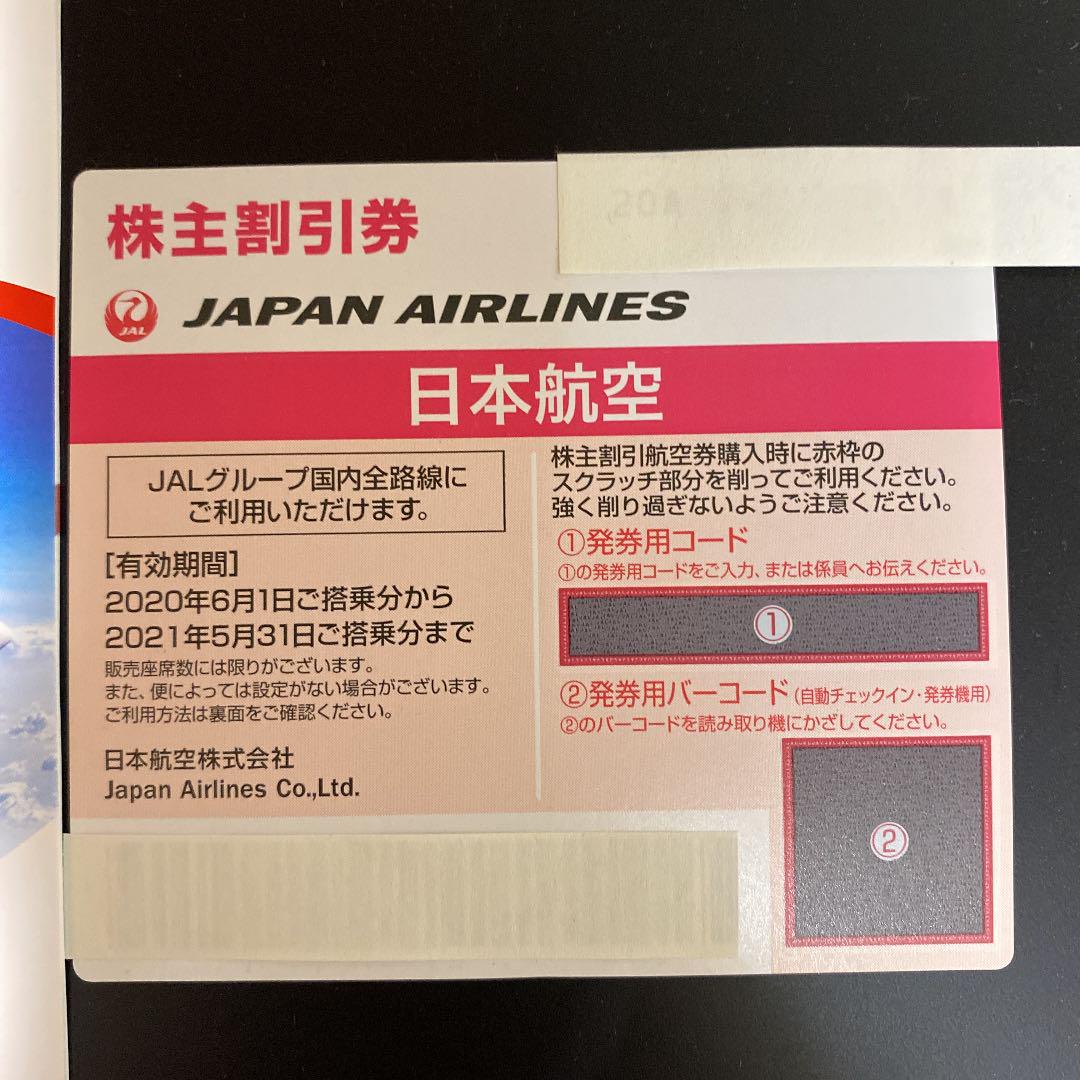 株主割引券
JAL
JAPAN AIRLINES
日本航空
JALグループ国内全路線に
ご利用いただけます。
[有効期間]
2020年6月1日ご搭乗分から
2021年5月31日ご搭乗分まで
販売座席数には限りがございます。
また、便によっては設定がない場合がございます。
ご利用方法は裏面をご確認ください。
日本航空株式会社
Japan Airlines Co.,Ltd.
株主割引航空券購入時に赤枠の
スクラッチ部分を削ってご利用ください。
強く削り過ぎないようご注意ください。
①発券用コード
①の発券用コードをご入力、または係員へお伝えください。
①
②発券用バーコード(自動チェックイン・発券機用)
②のバーコードを読み取り機にかざしてください。
②